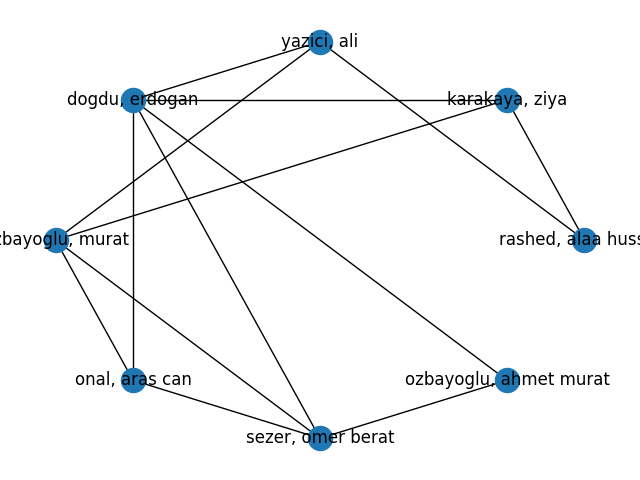 yazici, ali
dogdu, erdogan
karakaya, ziya
zbayoglu, murat
rashed, alaa huss
onal, aras can
ozbayoglu, ahmet murat
sezer, omer berat